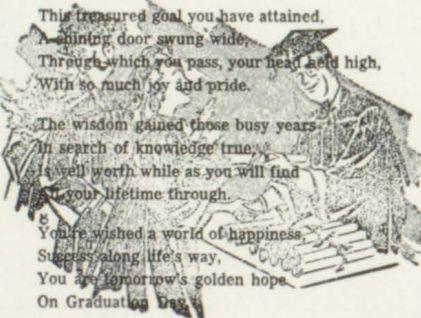 This treasured goal you have attained,
A shining door swung wide,
Through which you pass, your head held high,
With so much joy and pride.
The wisdom gained those busy years
In search of knowledge true,
Is well worth while as you will find
All your lifetime through.
You're wished a world of happiness,
Success along life's way,
You are tomorrow's golden hope
On Graduation Day.